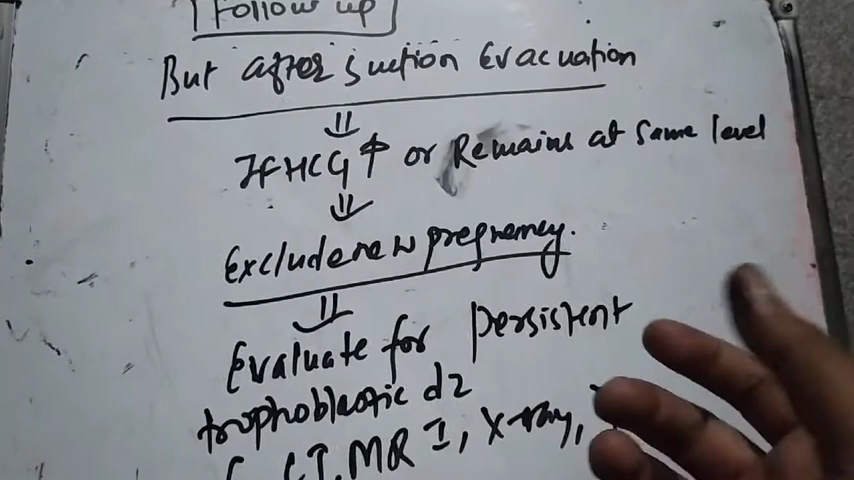 Follow up
But after suction Evacuation
If HCG ↑ or Remains at same level
Exclude new pregnancy.
Evaluate for persistent
trophoblastic dz
CT, MRI, X-ray,